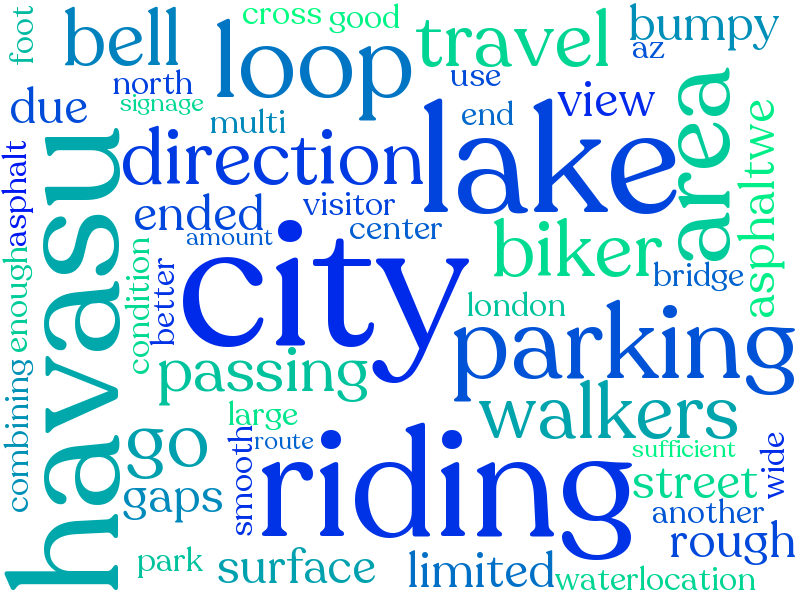 cross
good
foot
bell
loop
travel
bumpy
az
north
use
signage
due
multi
end
view
area
havasu
direction
lake
asphalt
asphaltwe
ended
visitor
amount
center
city
biker
bridge
enough
condition
better
london
parking
passing
combining
large
walkers
go
smooth
route
riding
sufficient
wide
gaps
street
another
rough
park
surface
limited
waterlocation